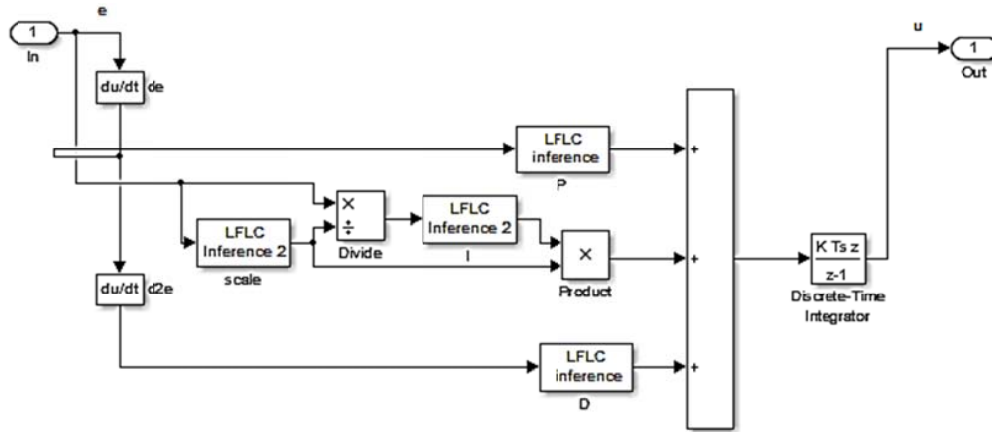 e
1
In
du/dt de
LFLC
inference
P
LFLC
Inference 2
scale
×
÷
Divide
LFLC
Inference 2
I
×
Product
du/dt d2e
LFLC
inference
D
+
+
+
K Ts z
z-1
Discrete-Time
Integrator
u
1
Out